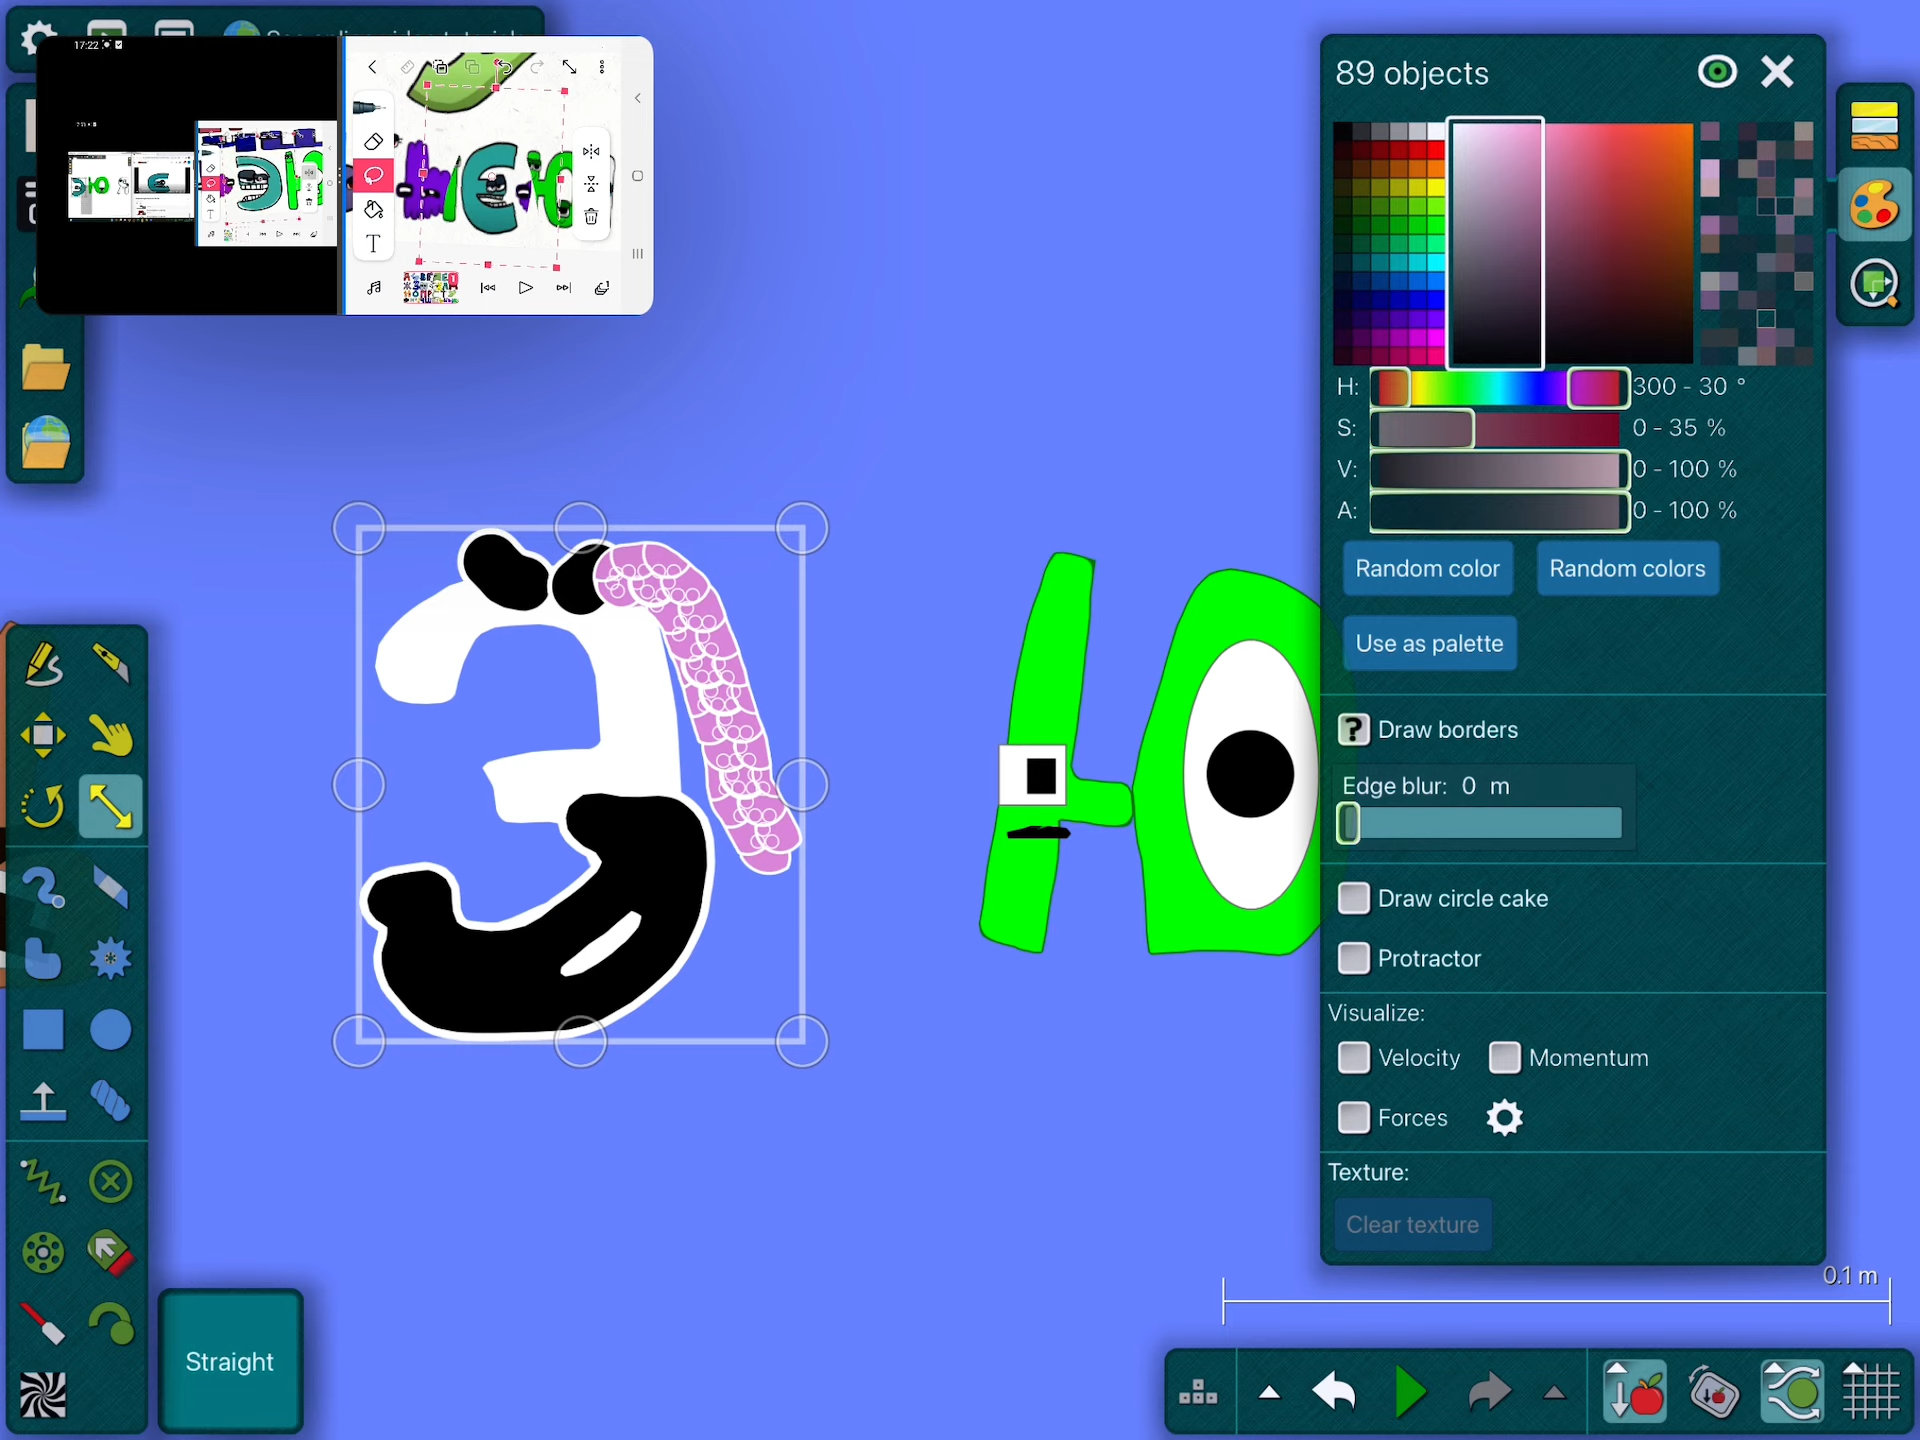 17:22
89 objects
H: 300 - 30 °
S: 0 - 35 %
V: 0 - 100 %
A: 0 - 100 %
Random color
Random colors
Use as palette
? Draw borders
Edge blur: 0 m
Draw circle cake
Protractor
Visualize:
Velocity
Momentum
Forces
Texture:
Clear texture
0.1 m
Straight
Э
Ю
T